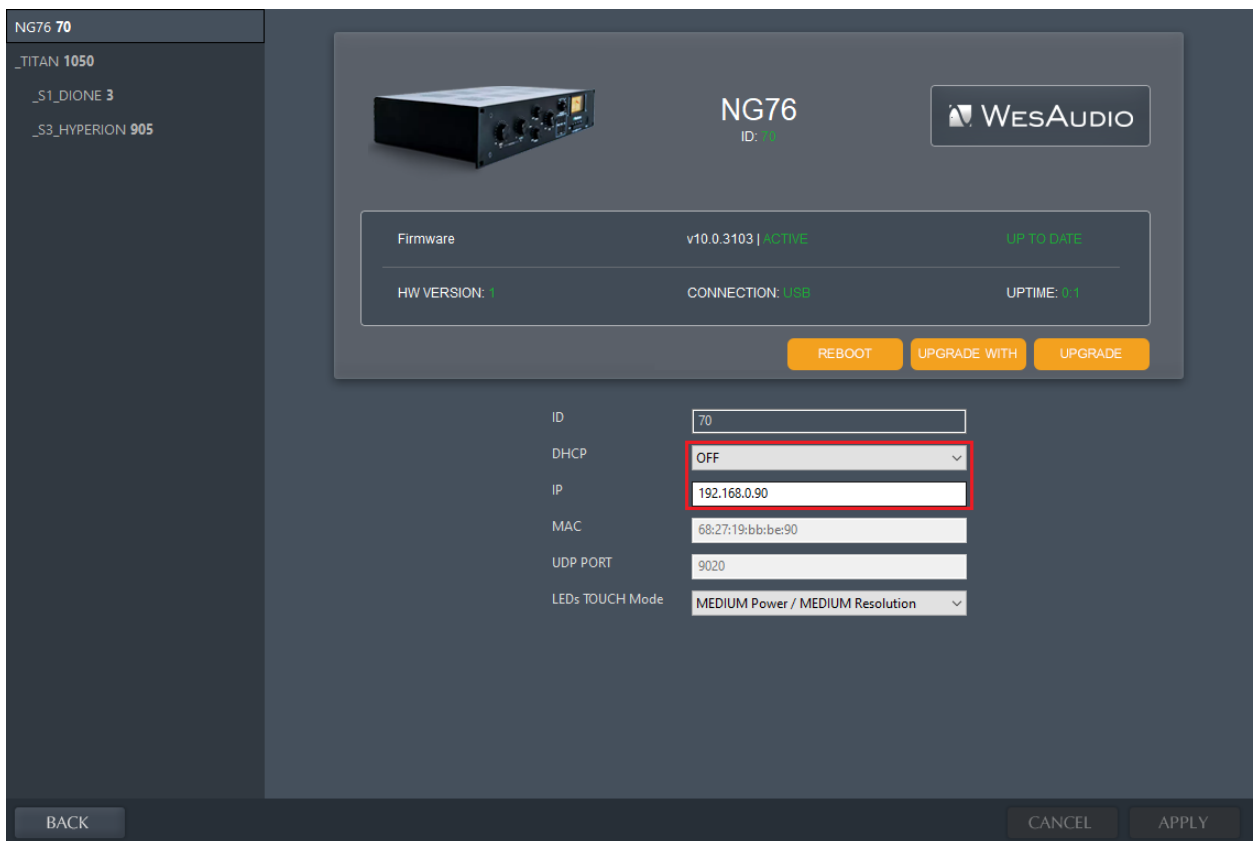 NG76 70
_TITAN 1050
_S1_DIONE 3
_S3_HYPERION 905
NG76
ID: 70
WESAUDIO
Firmware v10.0.3103 | ACTIVE UP TO DATE
HW VERSION: 1 CONNECTION: USB UPTIME: 0:1
REBOOT UPGRADE WITH UPGRADE
ID 70
DHCP OFF
IP 192.168.0.90
MAC 68:27:19:bb:be:90
UDP PORT 9020
LEDs TOUCH Mode MEDIUM Power / MEDIUM Resolution
BACK CANCEL APPLY